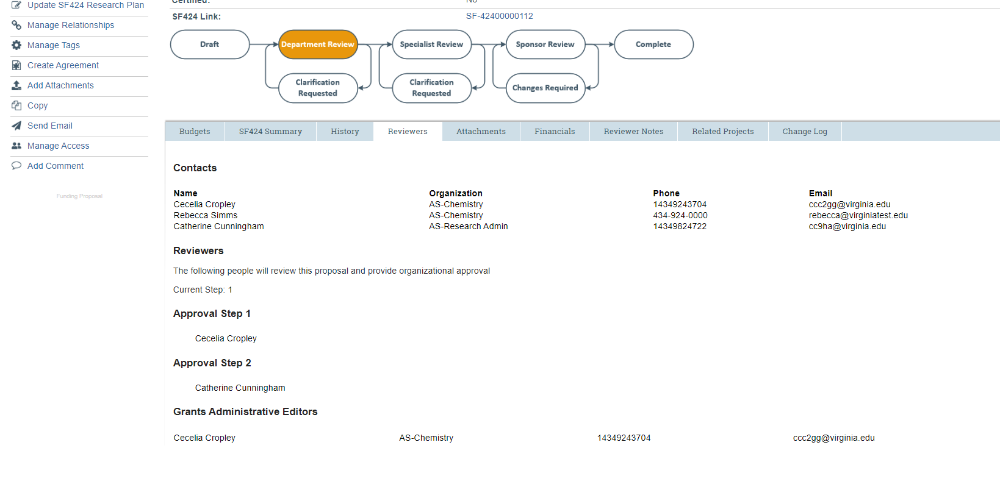 Update SF424 Research Plan
Manage Relationships
Manage Tags
Create Agreement
Add Attachments
Copy
Send Email
Manage Access
Add Comment
Funding Proposal
Certified: No
SF424 Link: SF-42400000112
Draft
Department Review
Specialist Review
Sponsor Review
Complete
Clarification
Requested
Clarification
Requested
Changes Required
Budgets SF424 Summary History Reviewers Attachments Financials Reviewer Notes Related Projects Change Log
Contacts
Name Organization Phone Email
Cecelia Cropley AS-Chemistry 14349243704 ccc2gg@virginia.edu
Rebecca Simms AS-Chemistry 434-924-0000 rebecca@virginiatest.edu
Catherine Cunningham AS-Research Admin 14349824722 cc9ha@virginia.edu
Reviewers
The following people will review this proposal and provide organizational approval
Current Step: 1
Approval Step 1
Cecelia Cropley
Approval Step 2
Catherine Cunningham
Grants Administrative Editors
Cecelia Cropley AS-Chemistry 14349243704 ccc2gg@virginia.edu